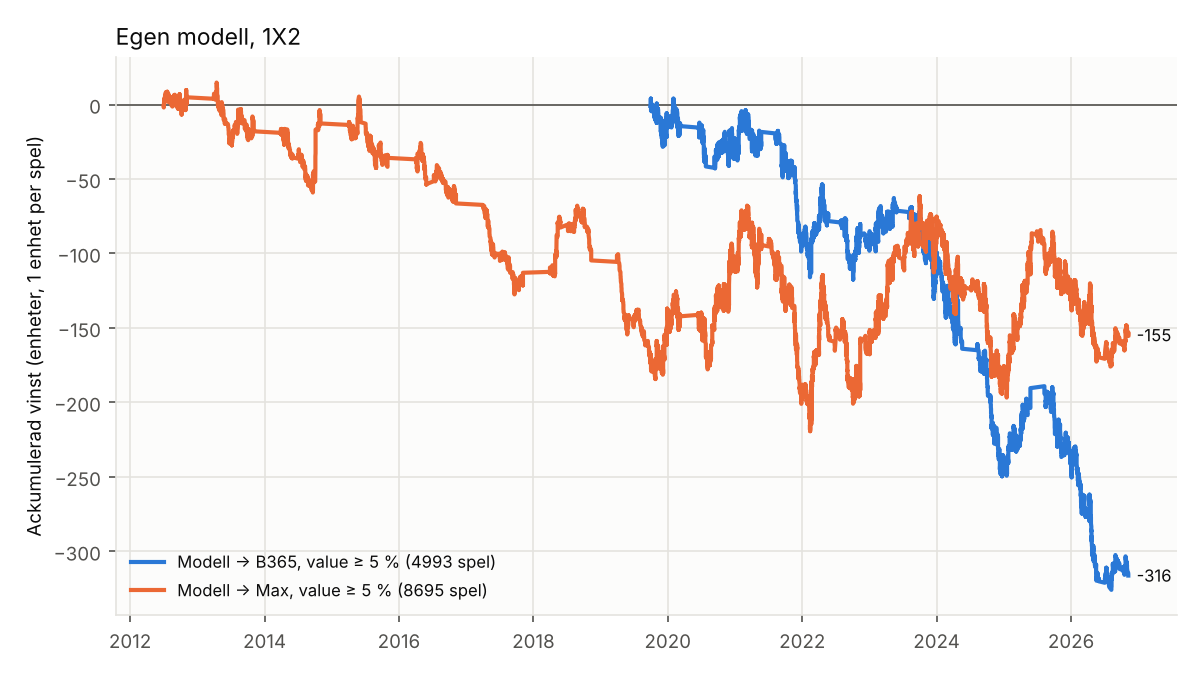 Egen modell, 1X2
Ackumulerad vinst (enheter, 1 enhet per spel)
0
−50
−100
−150
−200
−250
−300
-155
-316
Modell → B365, value ≥ 5 % (4993 spel)
Modell → Max, value ≥ 5 % (8695 spel)
2012 2014 2016 2018 2020 2022 2024 2026